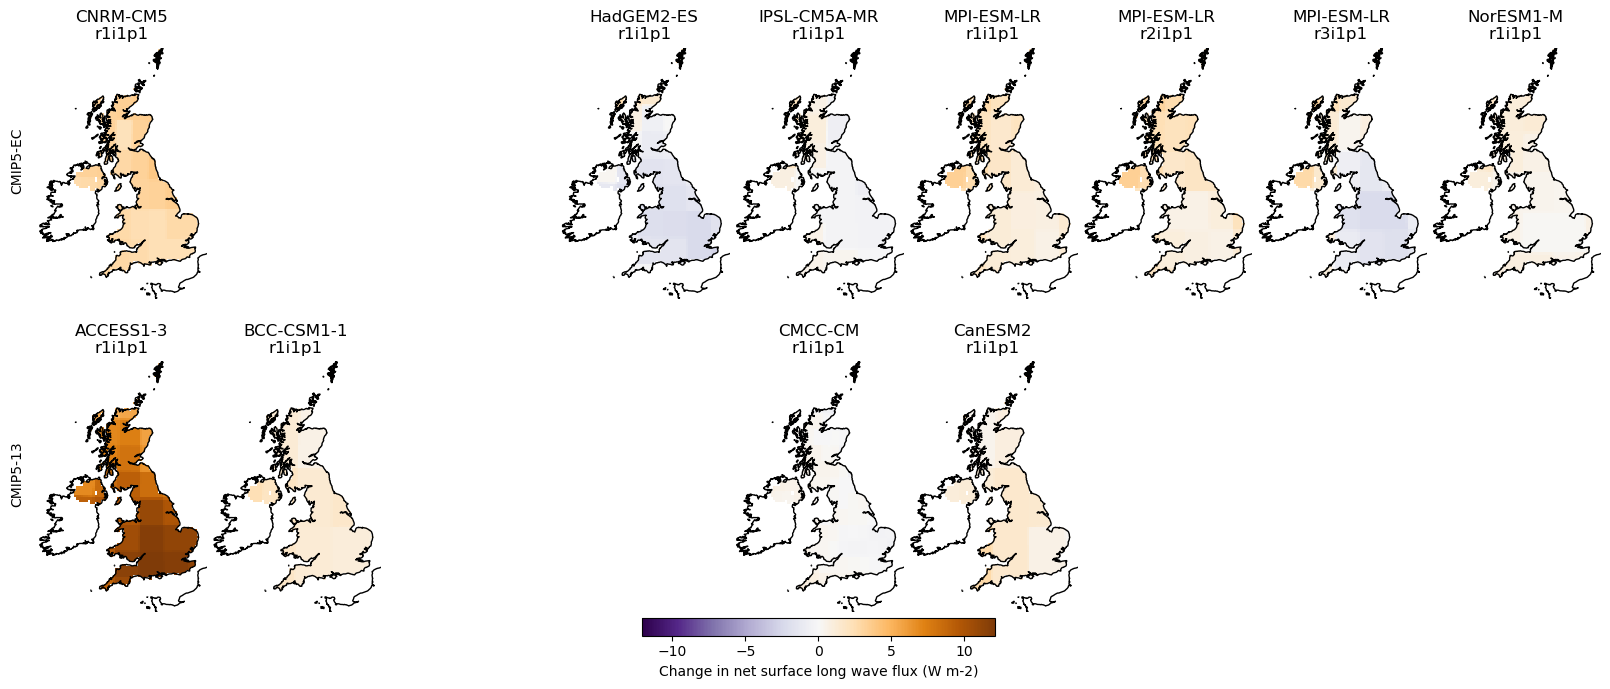 CNRM-CM5
r1i1p1
HadGEM2-ES
r1i1p1
IPSL-CM5A-MR
r1i1p1
MPI-ESM-LR
r1i1p1
MPI-ESM-LR
r2i1p1
MPI-ESM-LR
r3i1p1
NorESM1-M
r1i1p1
CMIP5-EC
ACCESS1-3
r1i1p1
BCC-CSM1-1
r1i1p1
CMCC-CM
r1i1p1
CanESM2
r1i1p1
CMIP5-13
−10 −5 0 5 10
Change in net surface long wave flux (W m-2)